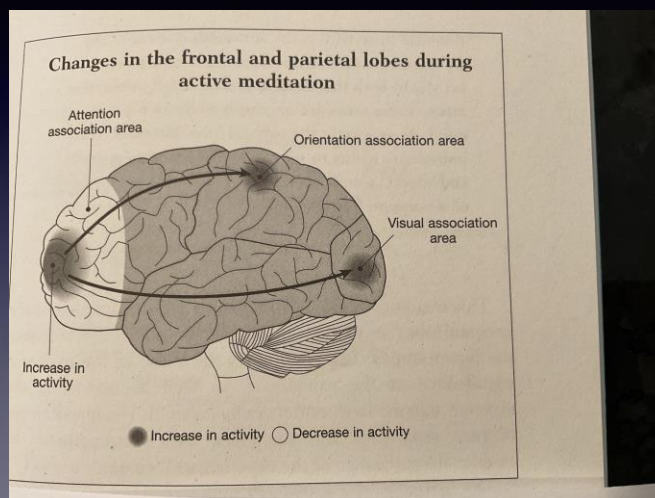 Changes in the frontal and parietal lobes during
active meditation
Attention
association area
Orientation association area
Visual association
area
Increase in
activity
Increase in activity
Decrease in activity